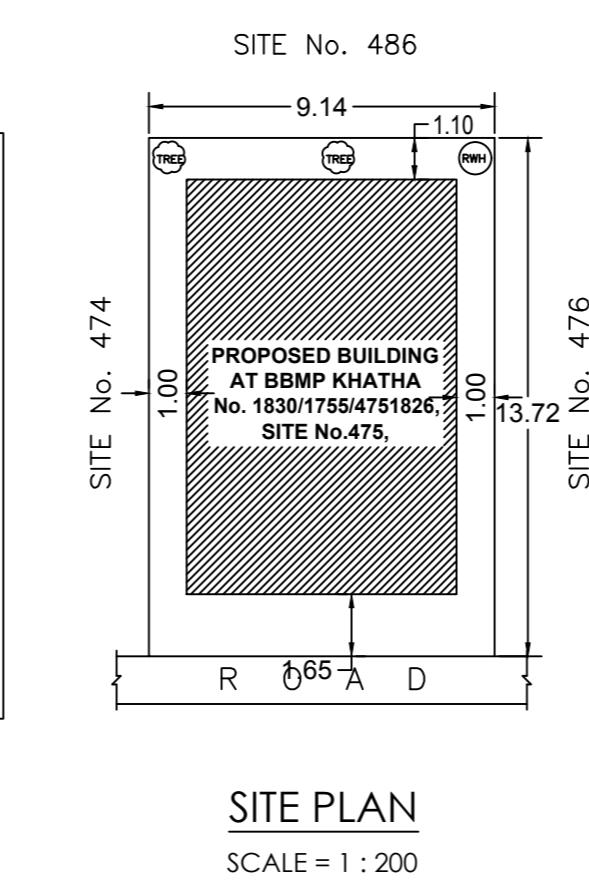 SITE No. 486
9.14
1.10
TREE
TREE
RWH
SITE No. 474
1.00
PROPOSED BUILDING
AT BBMP KHATHA
No. 1830/1755/4751826,
SITE No.475,
1.00
13.72
SITE No. 476
1.65
R O A D
SITE PLAN
SCALE = 1 : 200